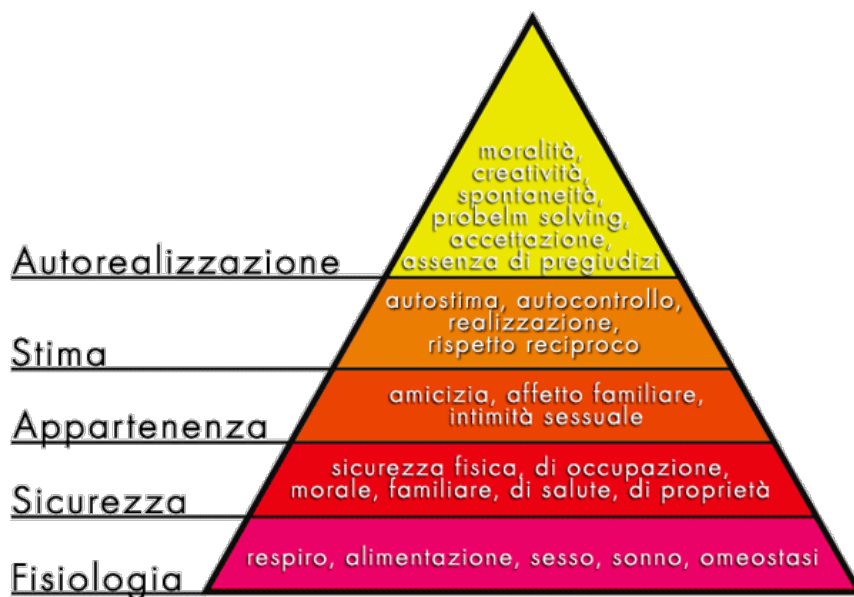 moralità,
creatività,
spontaneità,
probelm solving,
accettazione,
assenza di pregiudizi
Autorealizzazione
autostima, autocontrollo,
realizzazione,
rispetto reciproco
Stima
amicizia, affetto familiare,
intimità sessuale
Appartenenza
sicurezza fisica, di occupazione,
morale, familiare, di salute, di proprietà
Sicurezza
respiro, alimentazione, sesso, sonno, omeostasi
Fisiologia